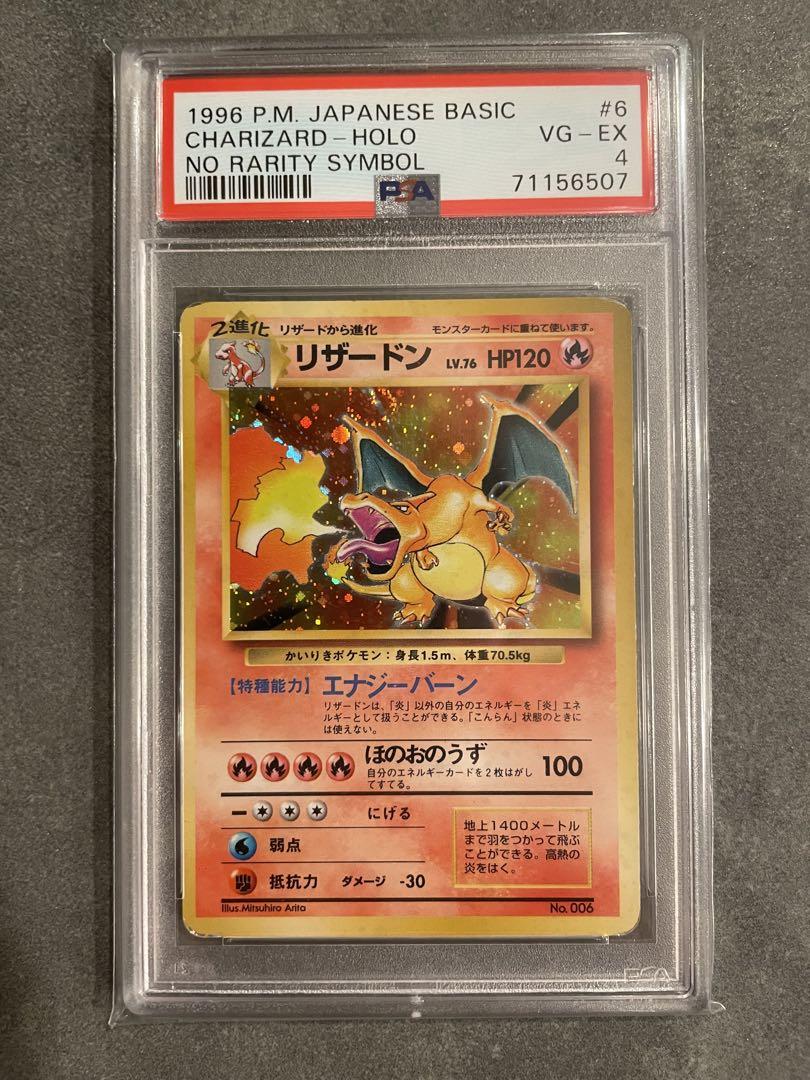 1996 P.M. JAPANESE BASIC #6
CHARIZARD-HOLO VG-EX
NO RARITY SYMBOL 4
PSA 71156507
2進化 リザードから進化 モンスターカードに重ねて使います。
リザードン LV.76 HP120
かいりきポケモン:身長1.5m、体重70.5kg
【特種能力】エナジーバーン
リザードンは、「炎」以外の自分のエネルギーを「炎」エネ
ルギーとして扱うことができる。「こんらん」状態のときに
は使えない。
ほのおのうず 100
自分のエネルギーカードを2枚はがし
てすてる。
にげる
弱点
抵抗力 ダメージ -30
地上1400メートル
まで羽をつかって飛ぶ
ことができる。高熱の
炎をはく。
Illus.Mitsuhiro Arita No.006
PSA